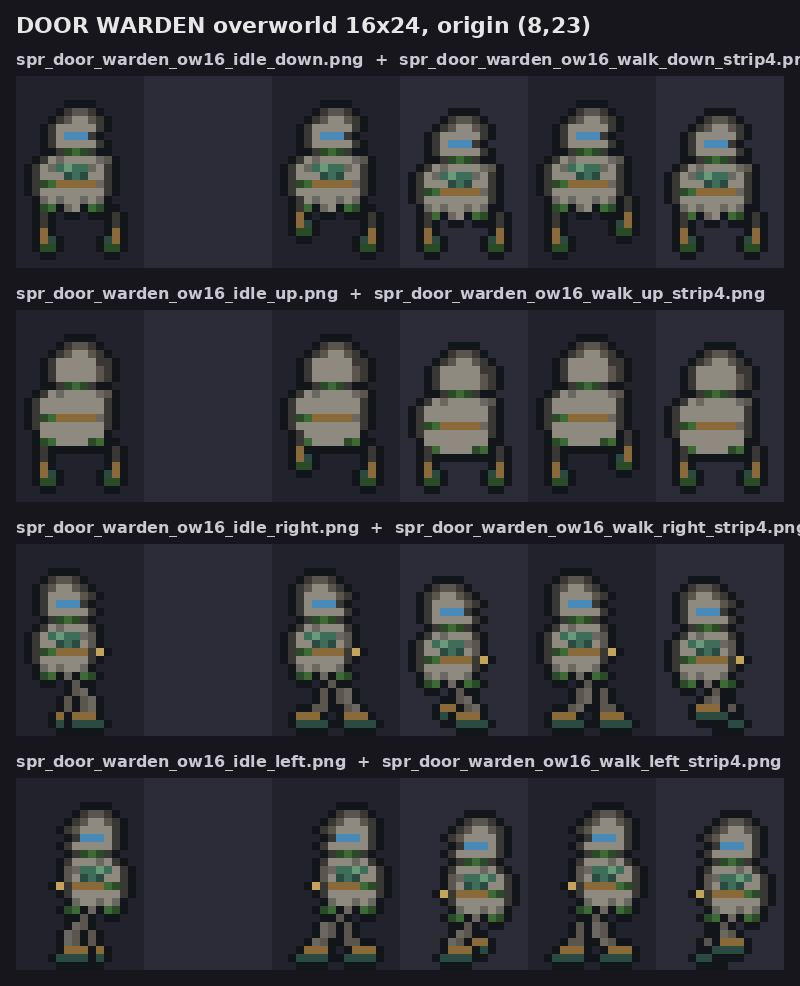 DOOR WARDEN overworld 16x24, origin (8,23)
spr_door_warden_ow16_idle_down.png + spr_door_warden_ow16_walk_down_strip4.pr
spr_door_warden_ow16_idle_up.png + spr_door_warden_ow16_walk_up_strip4.png
spr_door_warden_ow16_idle_right.png + spr_door_warden_ow16_walk_right_strip4.png
spr_door_warden_ow16_idle_left.png + spr_door_warden_ow16_walk_left_strip4.png